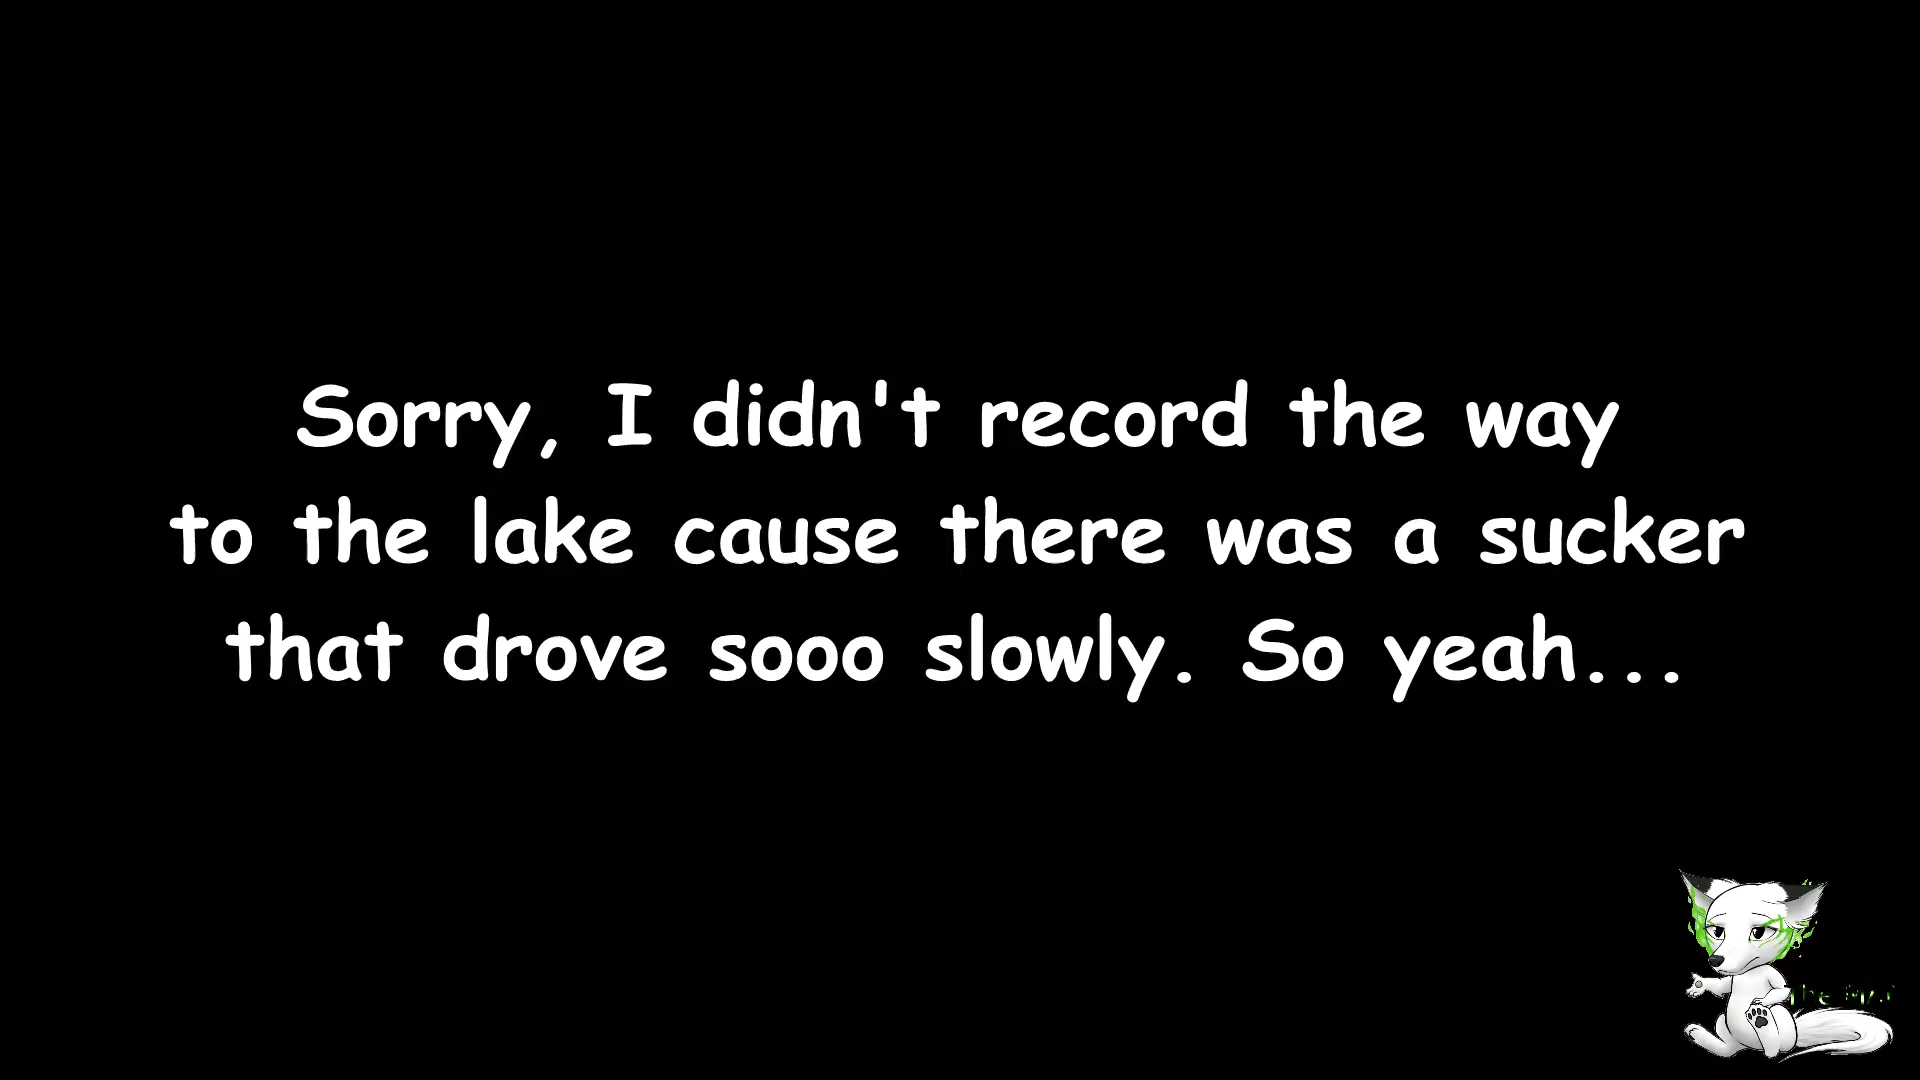 Sorry, I didn't record the way
to the lake cause there was a sucker
that drove sooo slowly. So yeah...